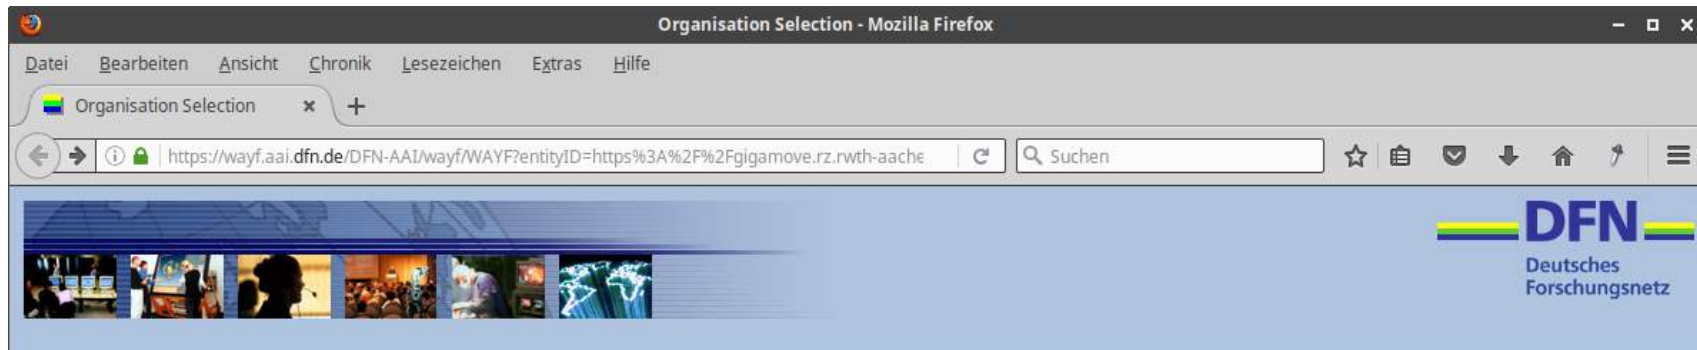 Organisation Selection - Mozilla Firefox
Datei Bearbeiten Ansicht Chronik Lesezeichen Extras Hilfe
Organisation Selection
https://wayf.aai.dfn.de/DFN-AAI/wayf/WAYF?entityID=https%3A%2F%2Fgigamove.rz.rwth-aache
Suchen
DFN
Deutsches
Forschungsnetz